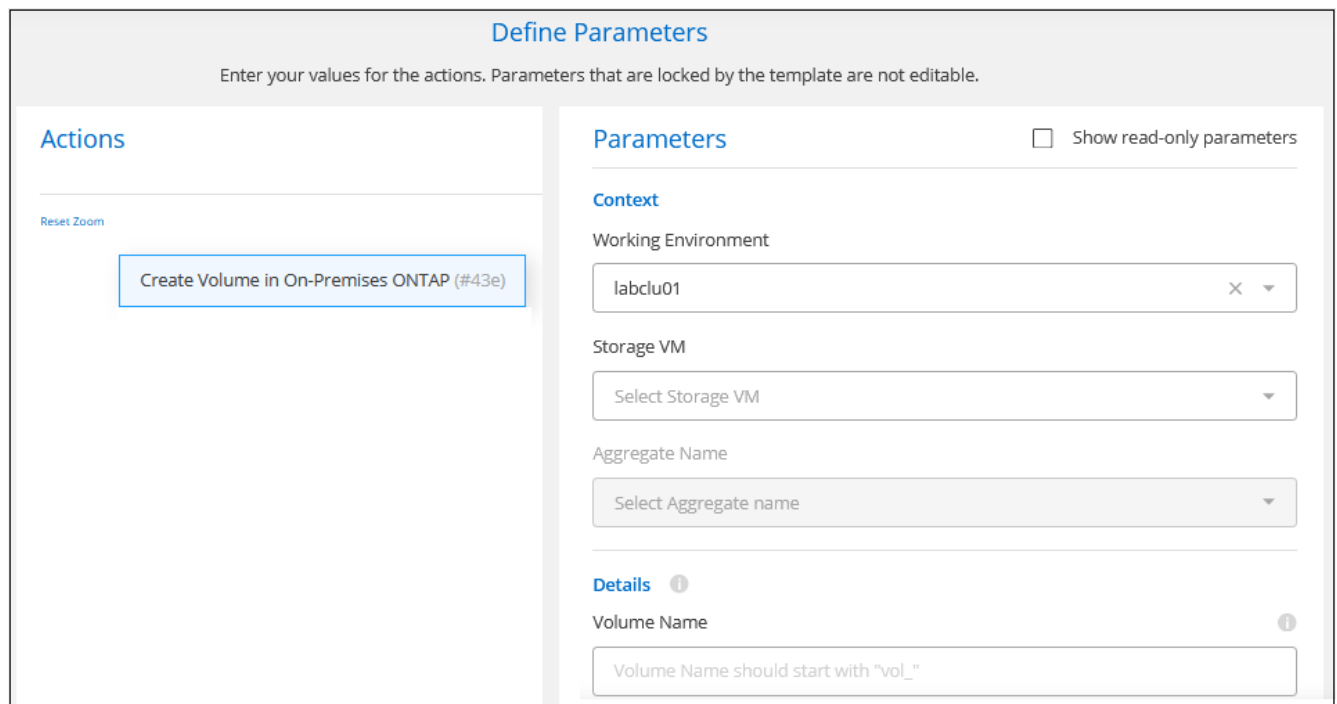 Define Parameters
Enter your values for the actions. Parameters that are locked by the template are not editable.
Actions
Reset Zoom
Create Volume in On-Premises ONTAP (#43e)
Parameters
Show read-only parameters
Context
Working Environment
labclu01
Storage VM
Select Storage VM
Aggregate Name
Select Aggregate name
Details
Volume Name
Volume Name should start with "vol_"